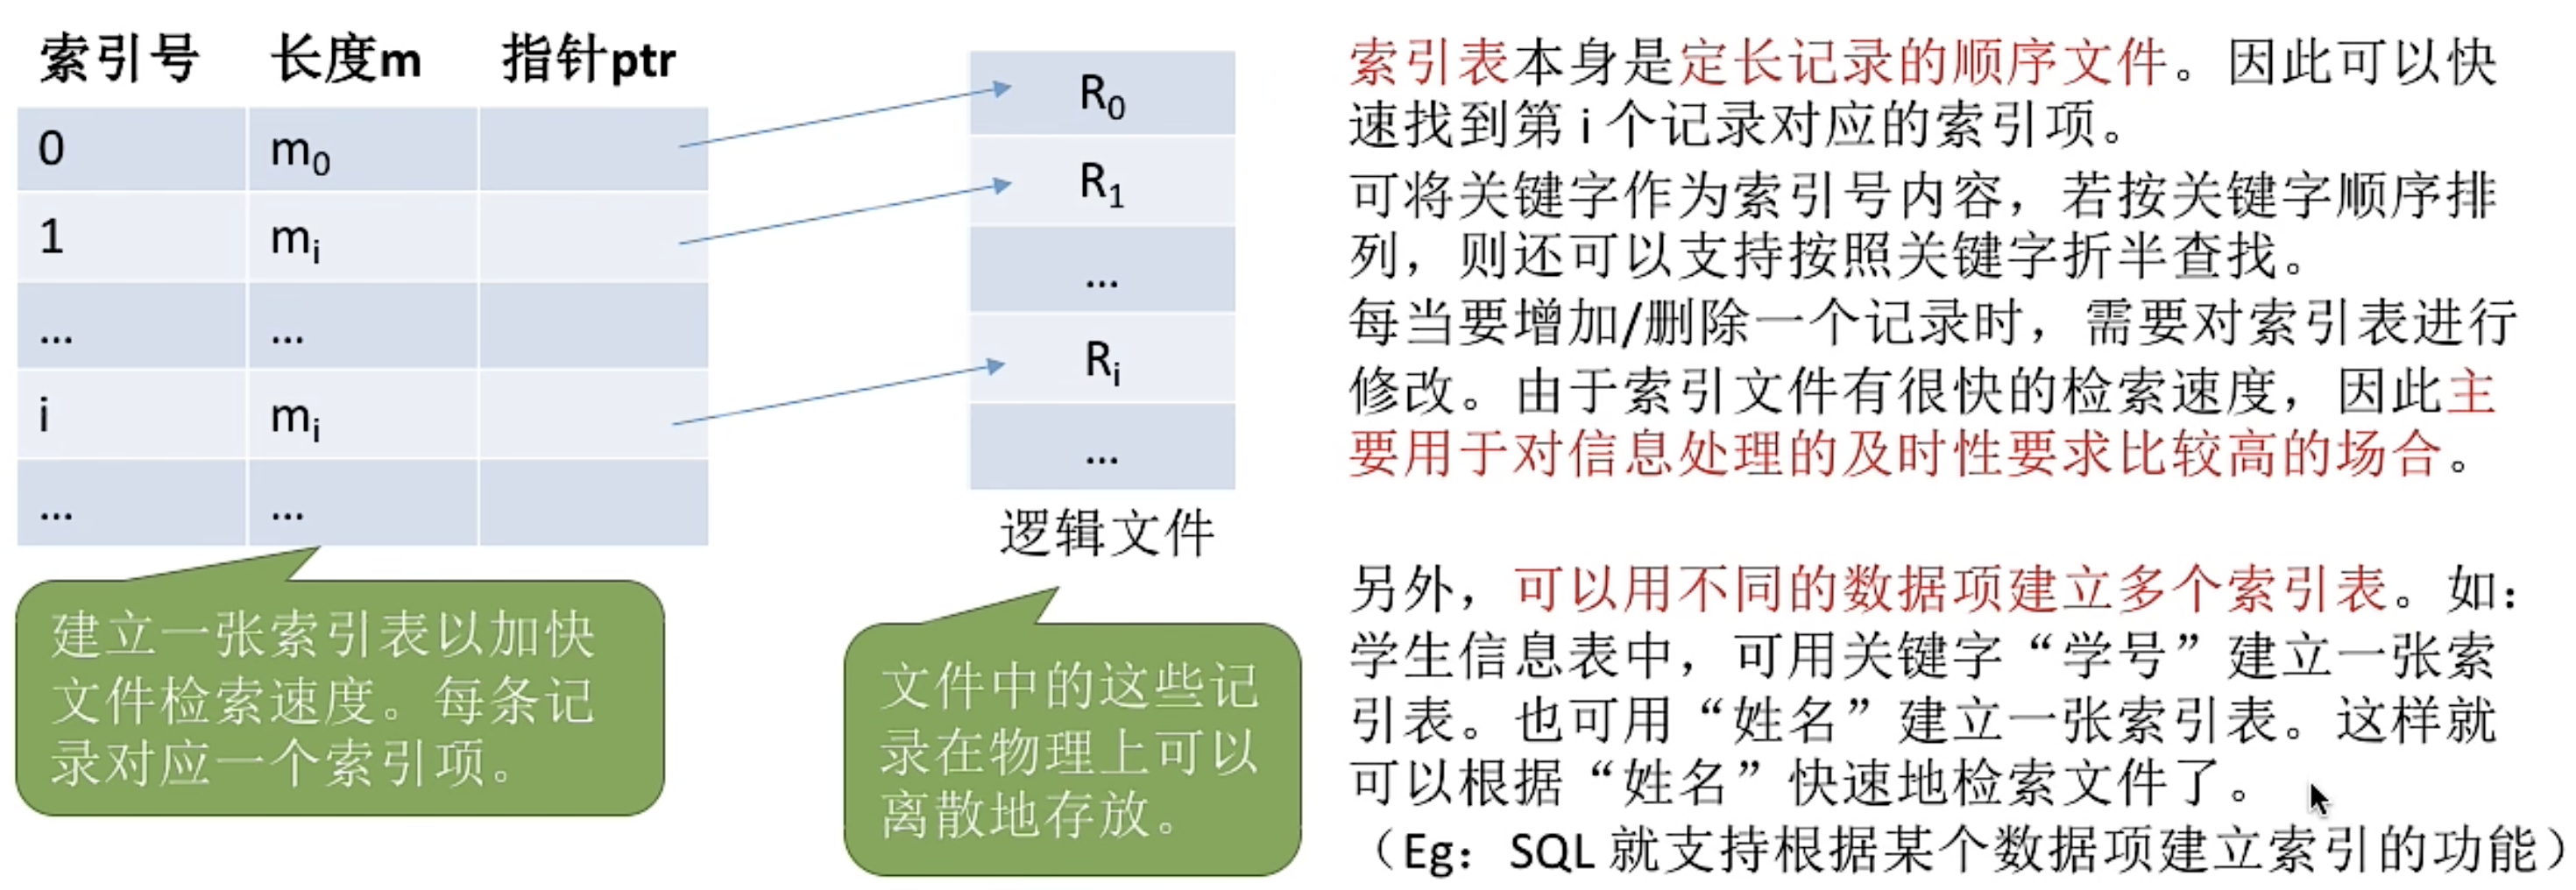 索引号 长度m 指针ptr
0 m₀
1 mᵢ
... ...
i mᵢ
... ...
R₀
R₁
...
Rᵢ
...
逻辑文件
建立一张索引表以加快
文件检索速度。每条记
录对应一个索引项。
文件中的这些记
录在物理上可以
离散地存放。
索引表本身是定长记录的顺序文件。因此可以快
速找到第 i 个记录对应的索引项。
可将关键字作为索引号内容，若按关键字顺序排
列，则还可以支持按照关键字折半查找。
每当要增加/删除一个记录时，需要对索引表进行
修改。由于索引文件有很快的检索速度，因此主
要用于对信息处理的及时性要求比较高的场合。
另外，可以用不同的数据项建立多个索引表。如：
学生信息表中，可用关键字“学号”建立一张索
引表。也可用“姓名”建立一张索引表。这样就
可以根据“姓名”快速地检索文件了。
（Eg：SQL 就支持根据某个数据项建立索引的功能）